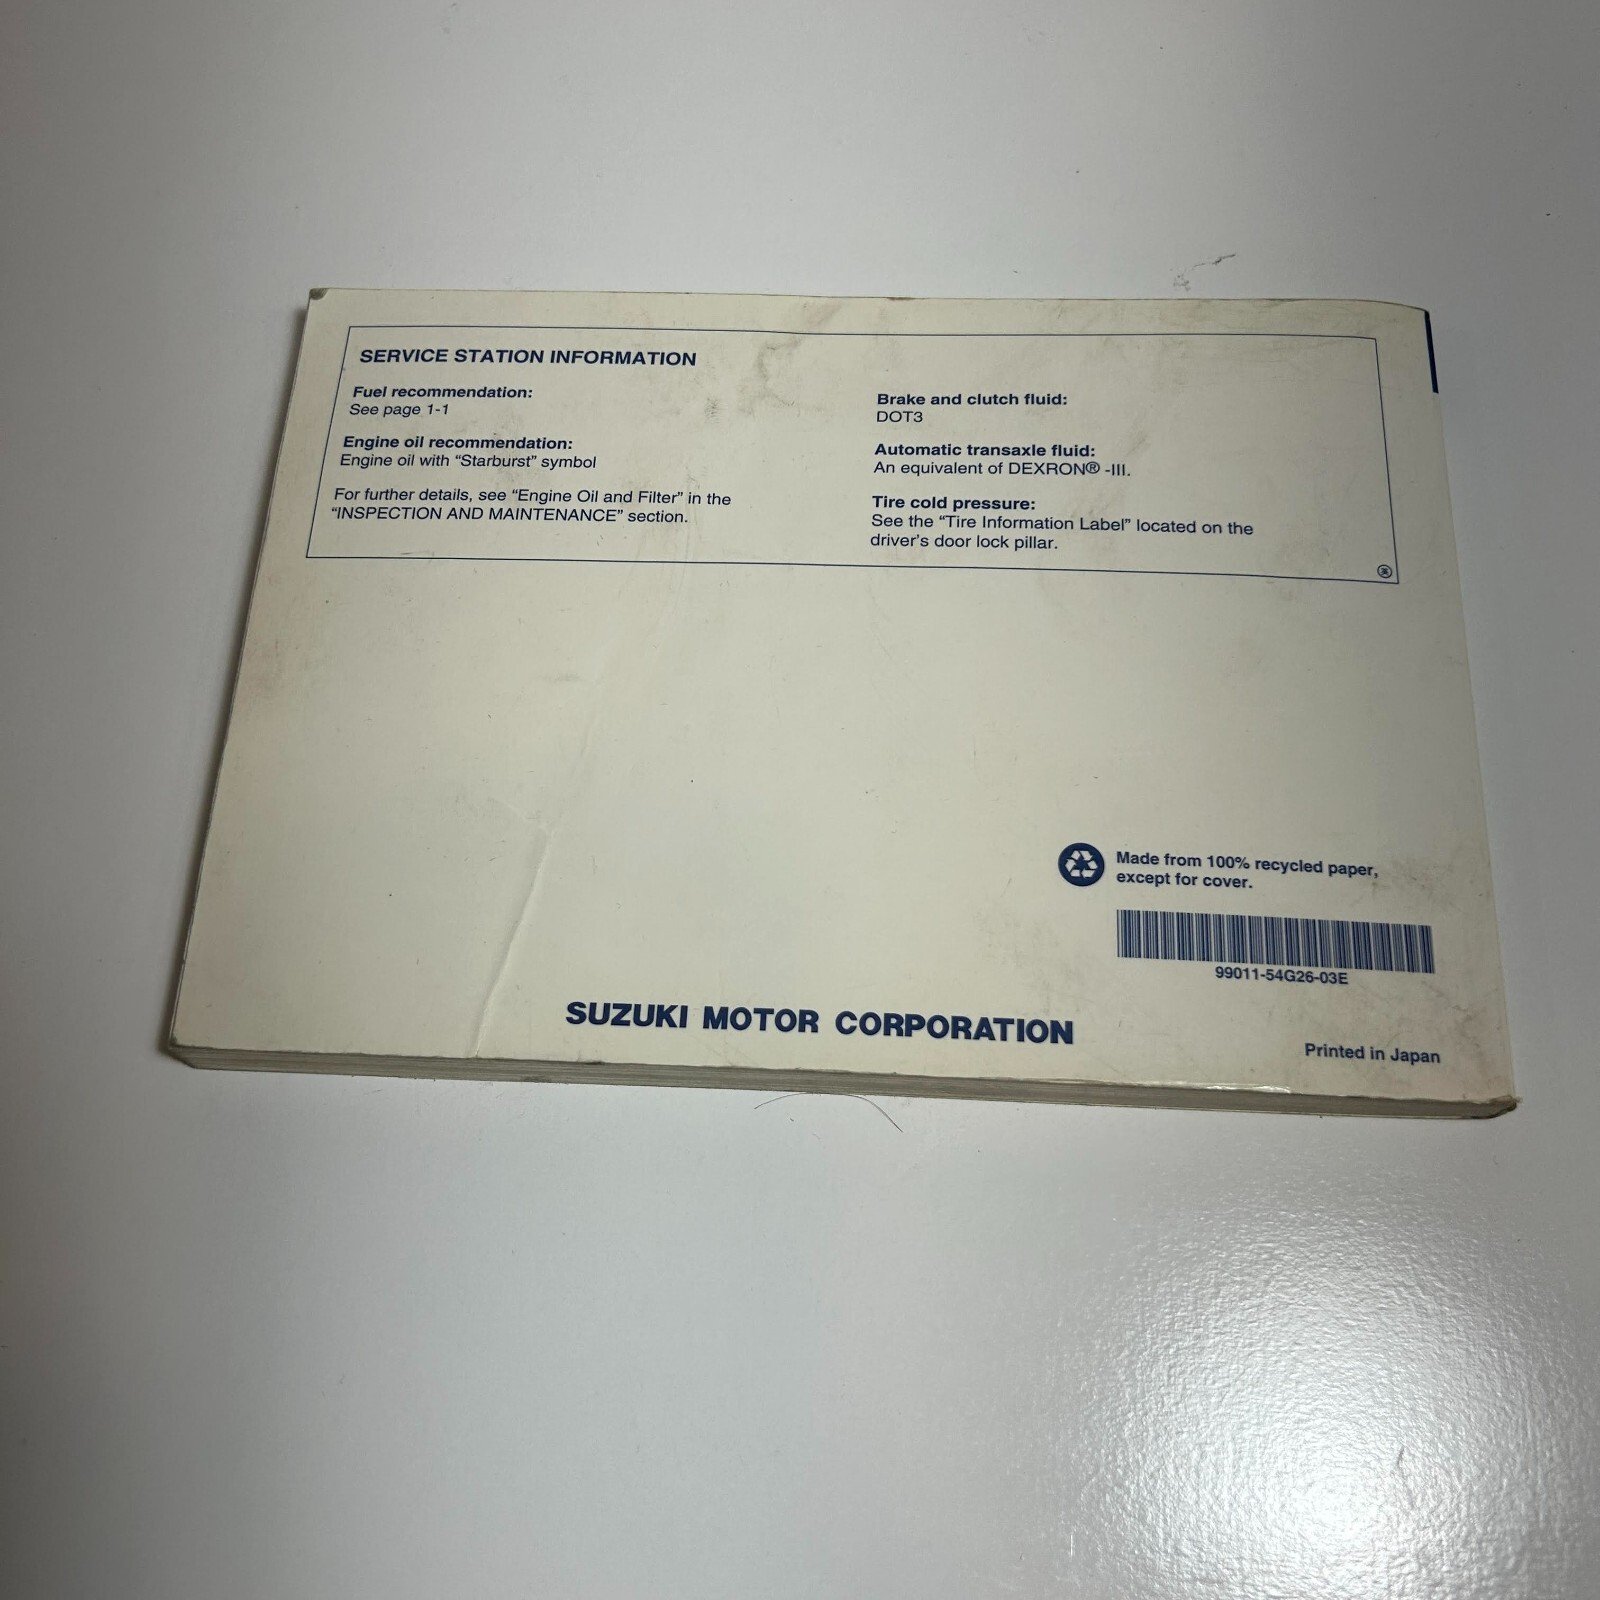 SERVICE STATION INFORMATION
Fuel recommendation:
See page 1-1
Engine oil recommendation:
Engine oil with “Starburst” symbol
For further details, see “Engine Oil and Filter” in the
“INSPECTION AND MAINTENANCE” section.
Brake and clutch fluid:
DOT3
Automatic transaxle fluid:
An equivalent of DEXRON® -III.
Tire cold pressure:
See the “Tire Information Label” located on the
driver’s door lock pillar.
Made from 100% recycled paper,
except for cover.
99011-54G26-03E
SUZUKI MOTOR CORPORATION
Printed in Japan